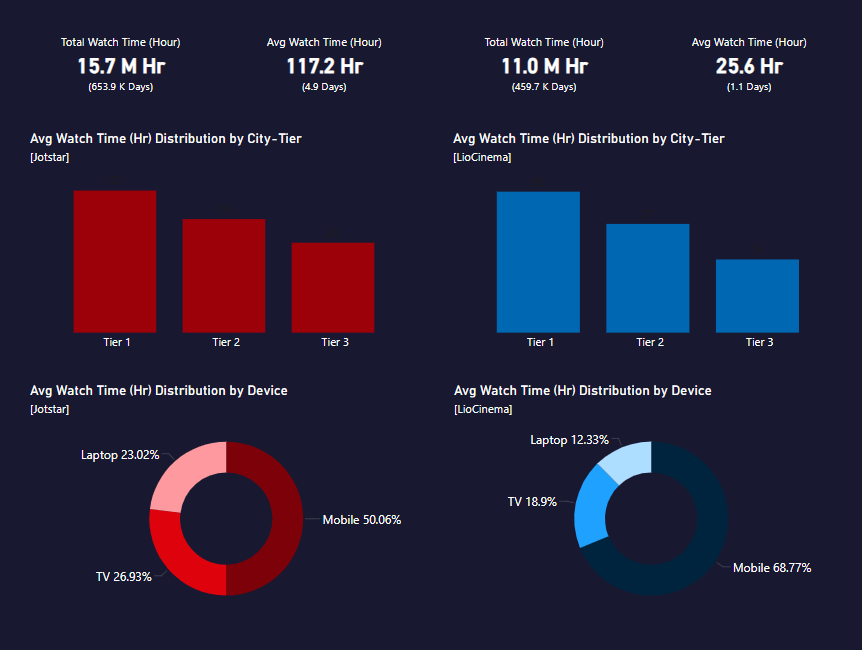 Total Watch Time (Hour)
15.7 M Hr
(653.9 K Days)
Avg Watch Time (Hour)
117.2 Hr
(4.9 Days)
Total Watch Time (Hour)
11.0 M Hr
(459.7 K Days)
Avg Watch Time (Hour)
25.6 Hr
(1.1 Days)
Avg Watch Time (Hr) Distribution by City-Tier
[Jotstar]
Tier 1
Tier 2
Tier 3
Avg Watch Time (Hr) Distribution by City-Tier
[LioCinema]
Tier 1
Tier 2
Tier 3
Avg Watch Time (Hr) Distribution by Device
[Jotstar]
Laptop 23.02%
Mobile 50.06%
TV 26.93%
Avg Watch Time (Hr) Distribution by Device
[LioCinema]
Laptop 12.33%
TV 18.9%
Mobile 68.77%